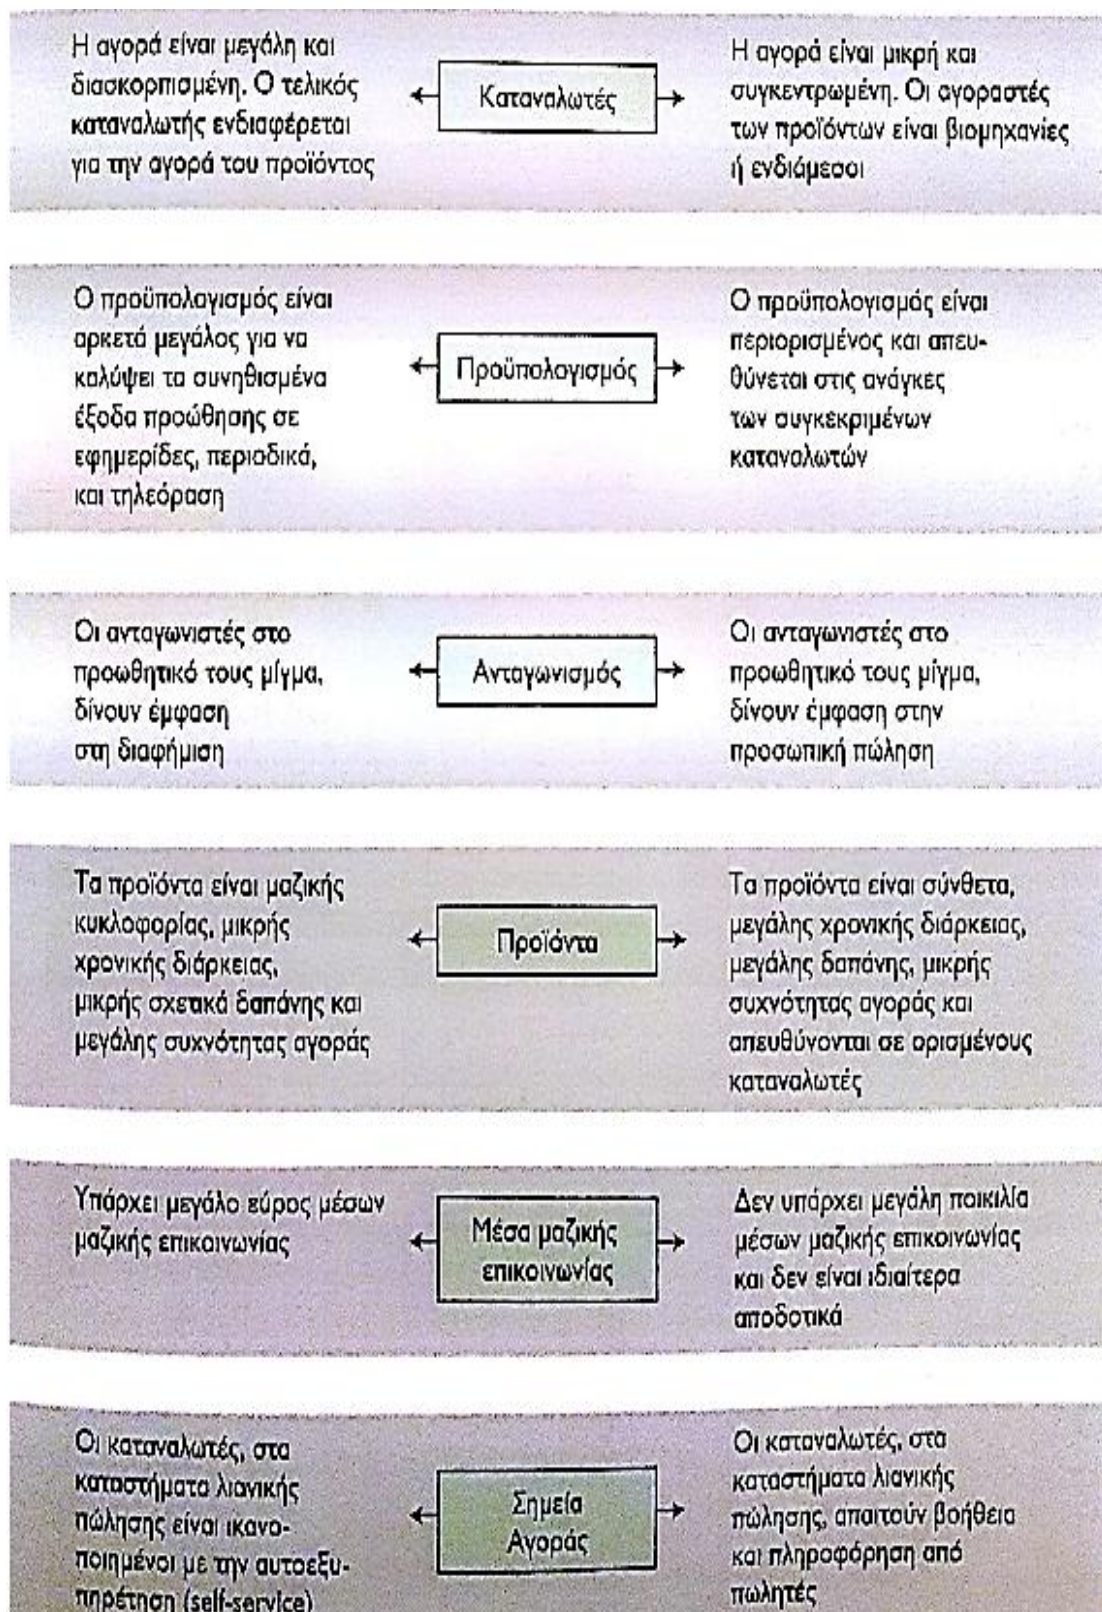 Η αγορά είναι μεγάλη και
διασκορπισμένη. Ο τελικός
καταναλωτής ενδιαφέρεται
για την αγορά του προϊόντος
Καταναλωτές
Η αγορά είναι μικρή και
συγκεντρωμένη. Οι αγοραστές
των προϊόντων είναι βιομηχανίες
ή ενδιάμεσοι
Ο προϋπολογισμός είναι
αρκετά μεγάλος για να
καλύψει τα συνηθισμένα
έξοδα προώθησης σε
εφημερίδες, περιοδικά,
και τηλεόραση
Προϋπολογισμός
Ο προϋπολογισμός είναι
περιορισμένος και απευ-
θύνεται στις ανάγκες
των συγκεκριμένων
καταναλωτών
Οι ανταγωνιστές στο
προωθητικό τους μίγμα,
δίνουν έμφαση
στη διαφήμιση
Ανταγωνισμός
Οι ανταγωνιστές στο
προωθητικό τους μίγμα,
δίνουν έμφαση στην
προσωπική πώληση
Τα προϊόντα είναι μαζικής
κυκλοφορίας, μικρής
χρονικής διάρκειας,
μικρής σχετικά δαπάνης και
μεγάλης συχνότητας αγοράς
Προϊόντα
Τα προϊόντα είναι σύνθετα,
μεγάλης χρονικής διάρκειας,
μεγάλης δαπάνης, μικρής
συχνότητας αγοράς και
απευθύνονται σε ορισμένους
καταναλωτές
Υπάρχει μεγάλο εύρος μέσων
μαζικής επικοινωνίας
Μέσα μαζικής
επικοινωνίας
Δεν υπάρχει μεγάλη ποικιλία
μέσων μαζικής επικοινωνίας
και δεν είναι ιδιαίτερα
αποδοτικά
Οι καταναλωτές, στα
καταστήματα λιανικής
πώλησης είναι ικανο-
ποιημένοι με την αυτοεξυ-
πηρέτηση (self-service)
Σημεία
Αγοράς
Οι καταναλωτές, στα
καταστήματα λιανικής
πώλησης, απαιτούν βοήθεια
και πληροφόρηση από
πωλητές